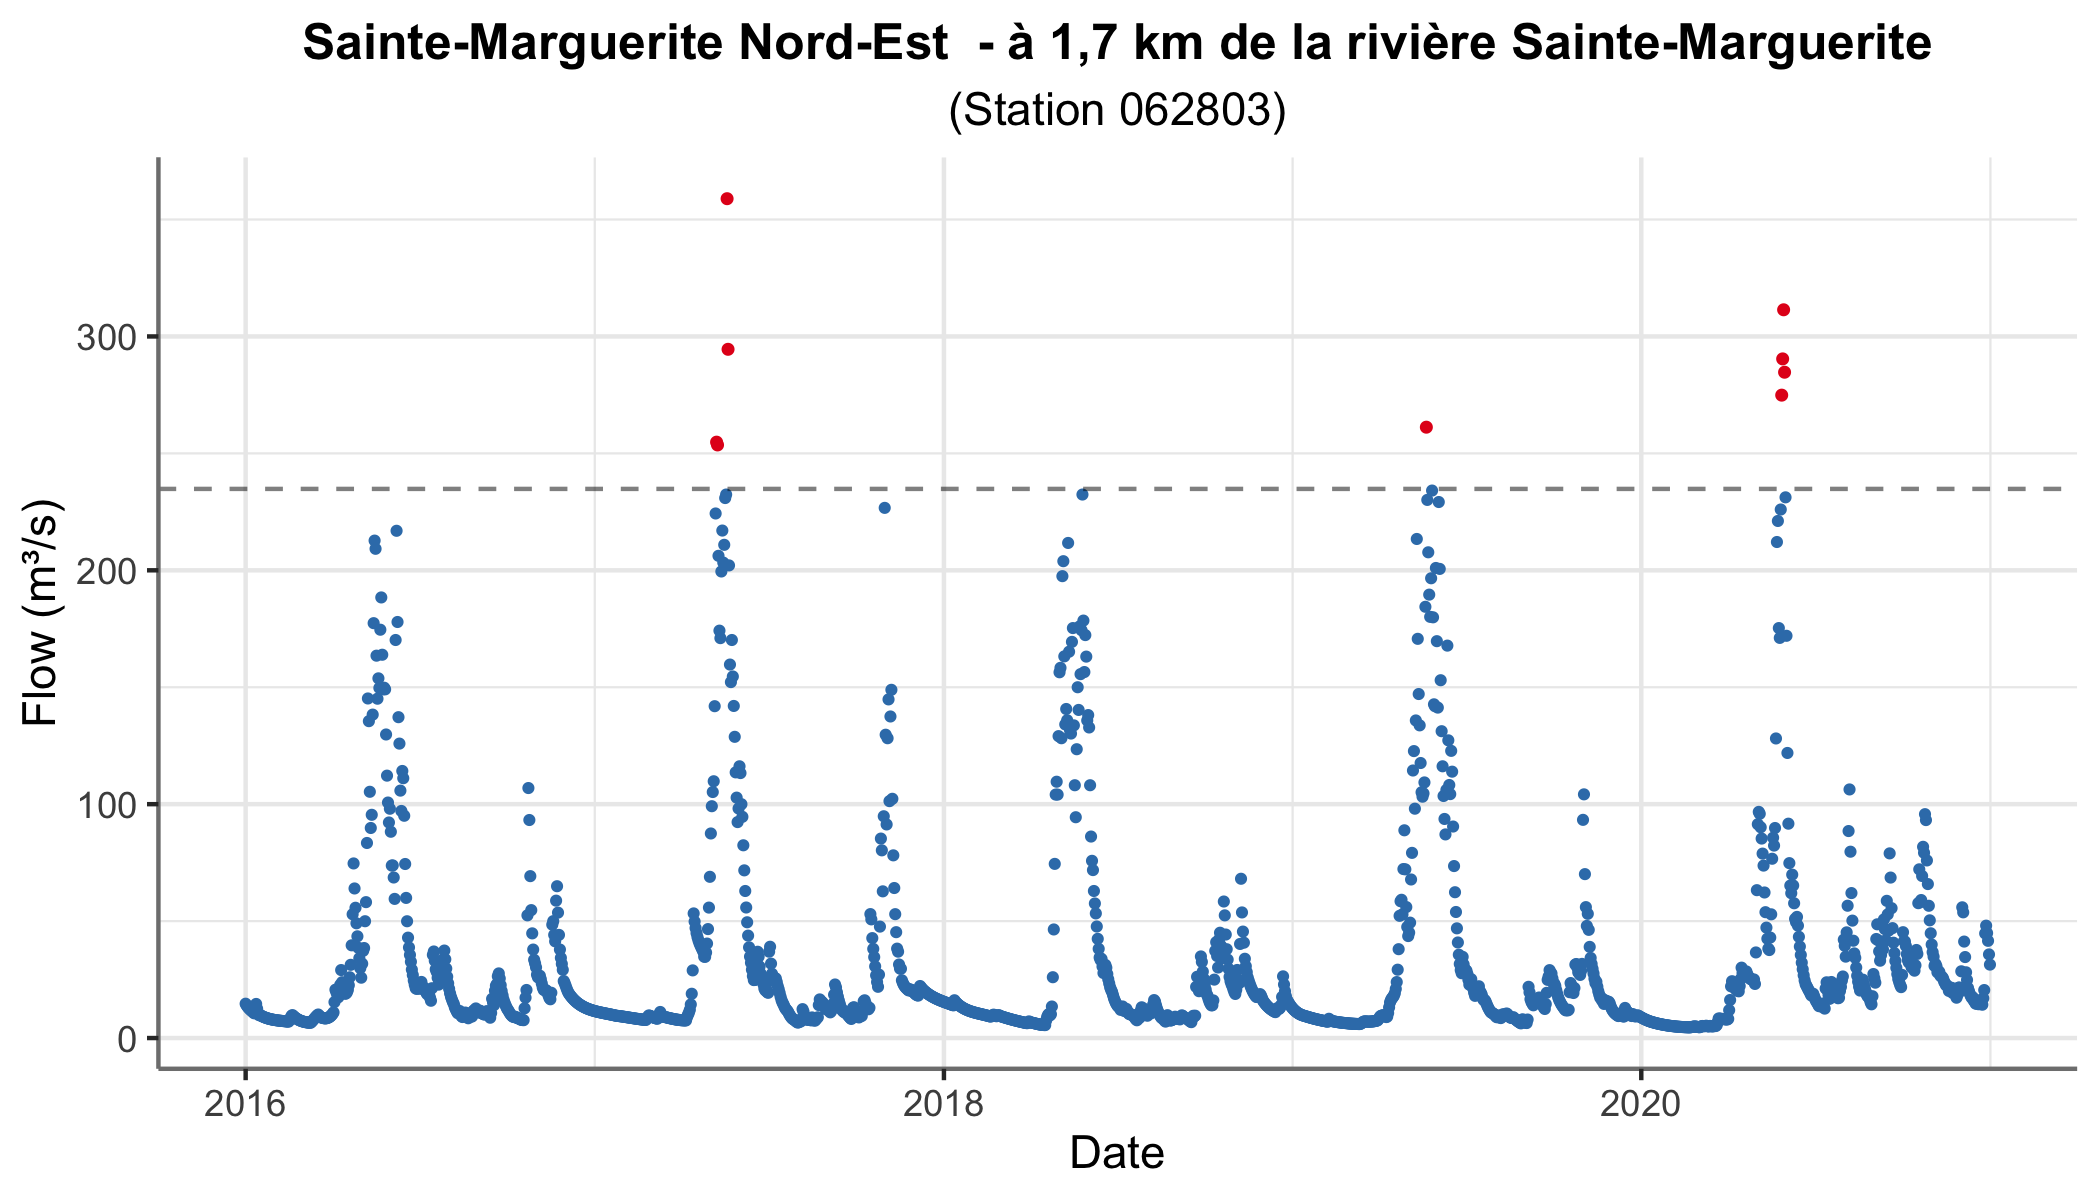 Sainte-Marguerite Nord-Est  - à 1,7 km de la rivière Sainte-Marguerite
(Station 062803)
Flow (m³/s)
300
200
100
0
2016
2018
2020
Date